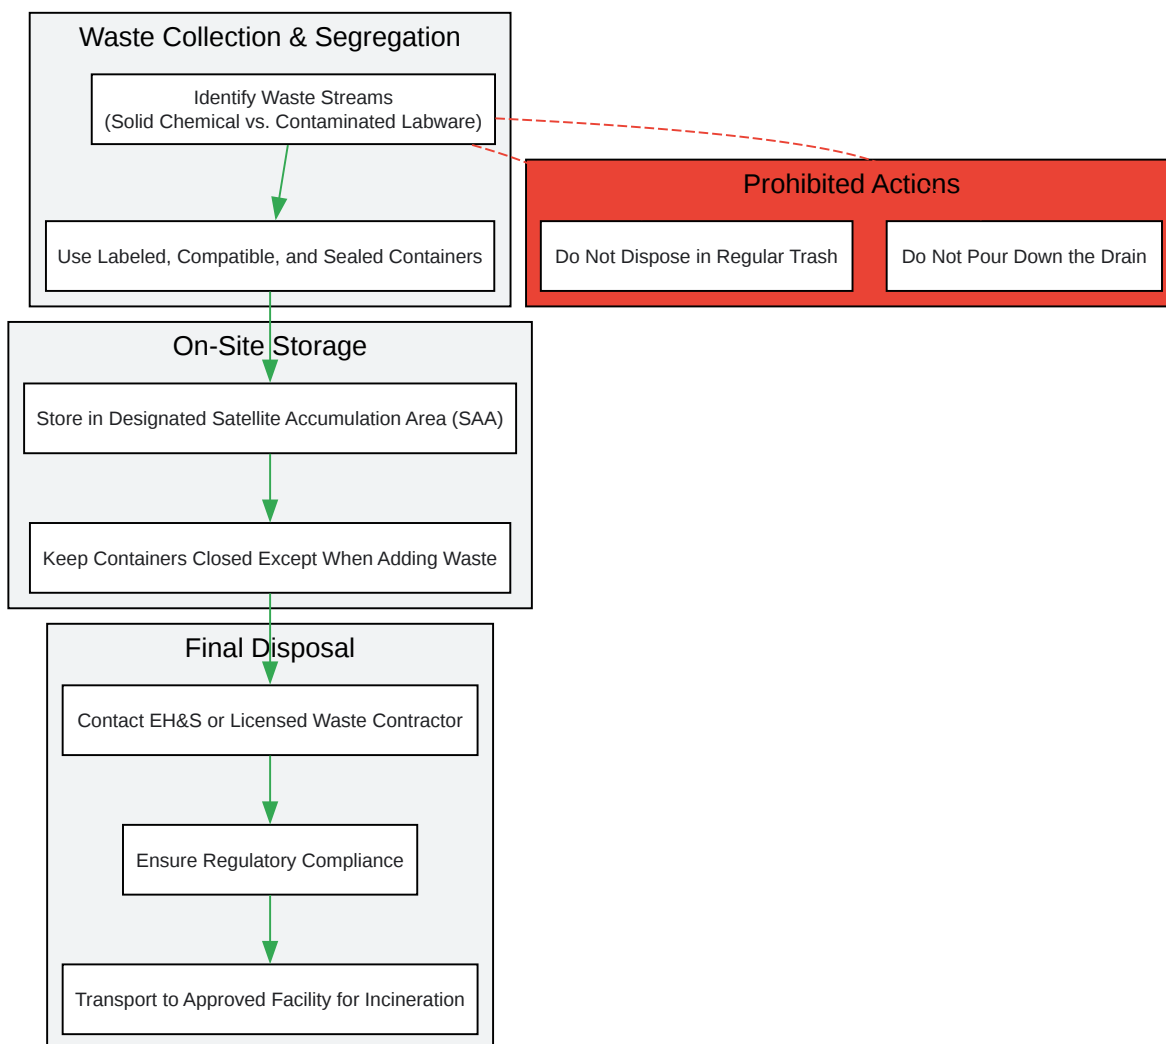 Waste Collection & Segregation
Identify Waste Streams
(Solid Chemical vs. Contaminated Labware)
Use Labeled, Compatible, and Sealed Containers
Prohibited Actions
Do Not Dispose in Regular Trash
Do Not Pour Down the Drain
On-Site Storage
Store in Designated Satellite Accumulation Area (SAA)
Keep Containers Closed Except When Adding Waste
Final Disposal
Contact EH&S or Licensed Waste Contractor
Ensure Regulatory Compliance
Transport to Approved Facility for Incineration